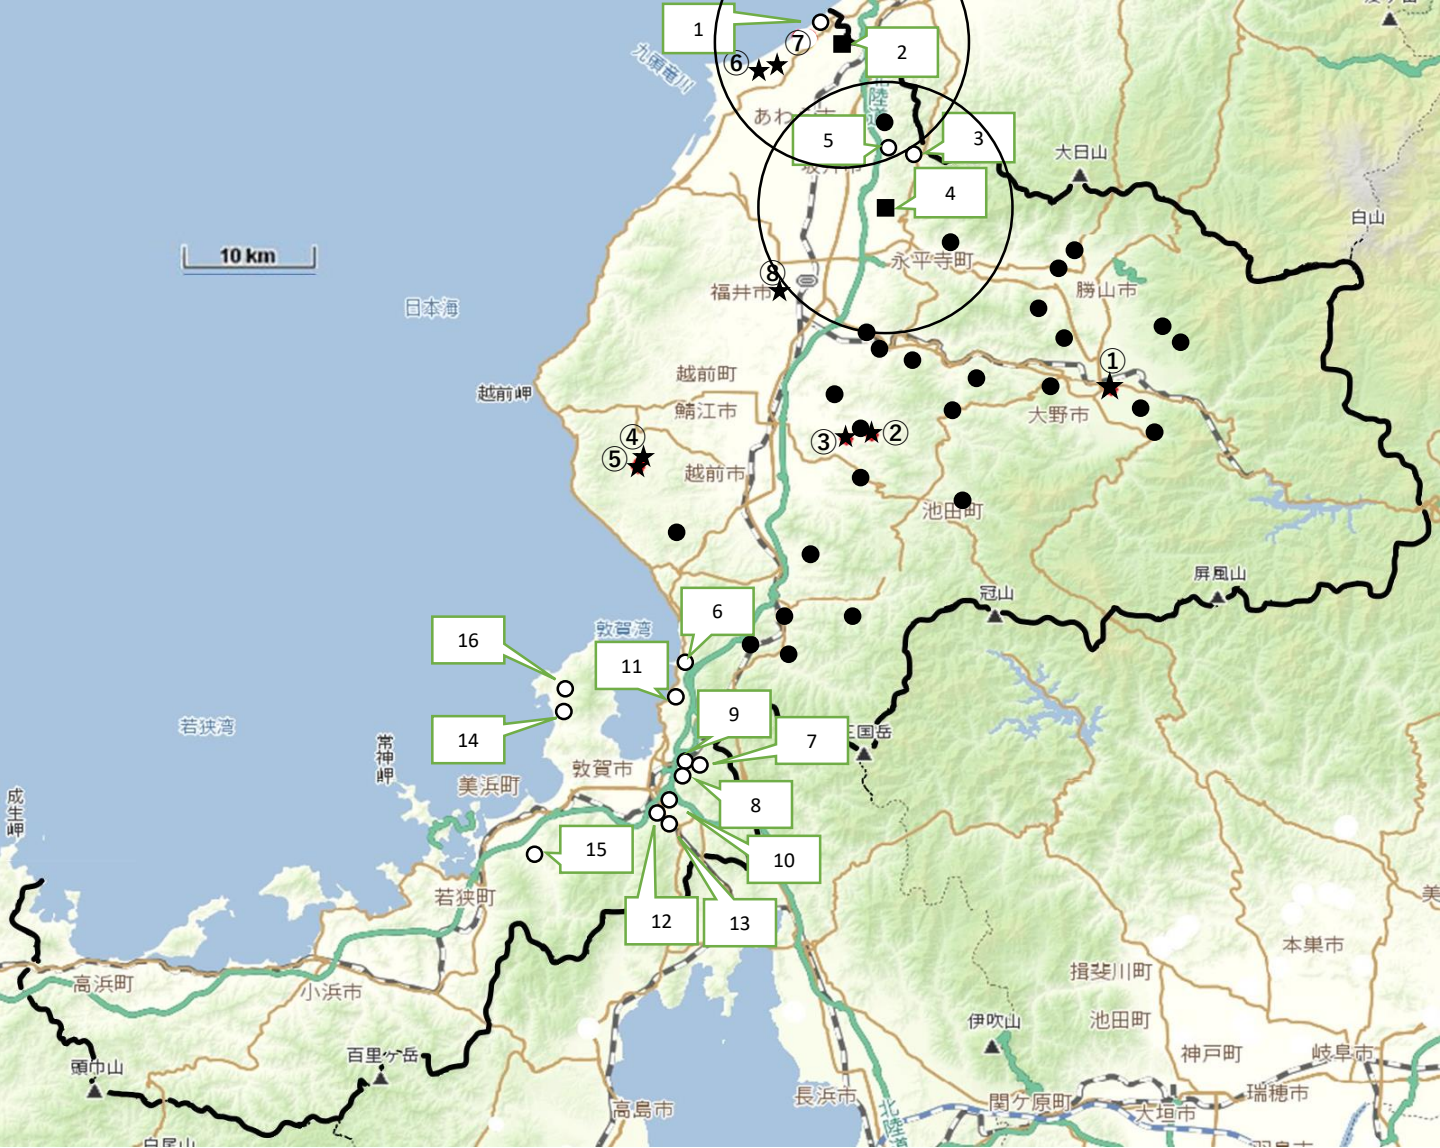 1
⑦
2
九頭竜川
⑥
あわ
市
陸道
5
3
大日山
4
白山
10 km
永平寺町
⑧
福井市
勝山市
日本海
①
越前町
越前岬
鯖江市
大野市
④
③
②
⑤
越前市
池田町
屏風山
冠山
6
敦賀湾
16
11
9
若狭湾
14
7
三国岳
常神岬
敦賀市
美浜町
成生岬
8
15
10
若狭町
12
13
美
本巣市
揖斐川町
高浜町
小浜市
伊吹山
池田町
百里ヶ岳
神戸町
岐阜市
頭巾山
長浜市
瑞穂市
高島市
関ケ原町
大垣市
北陸道